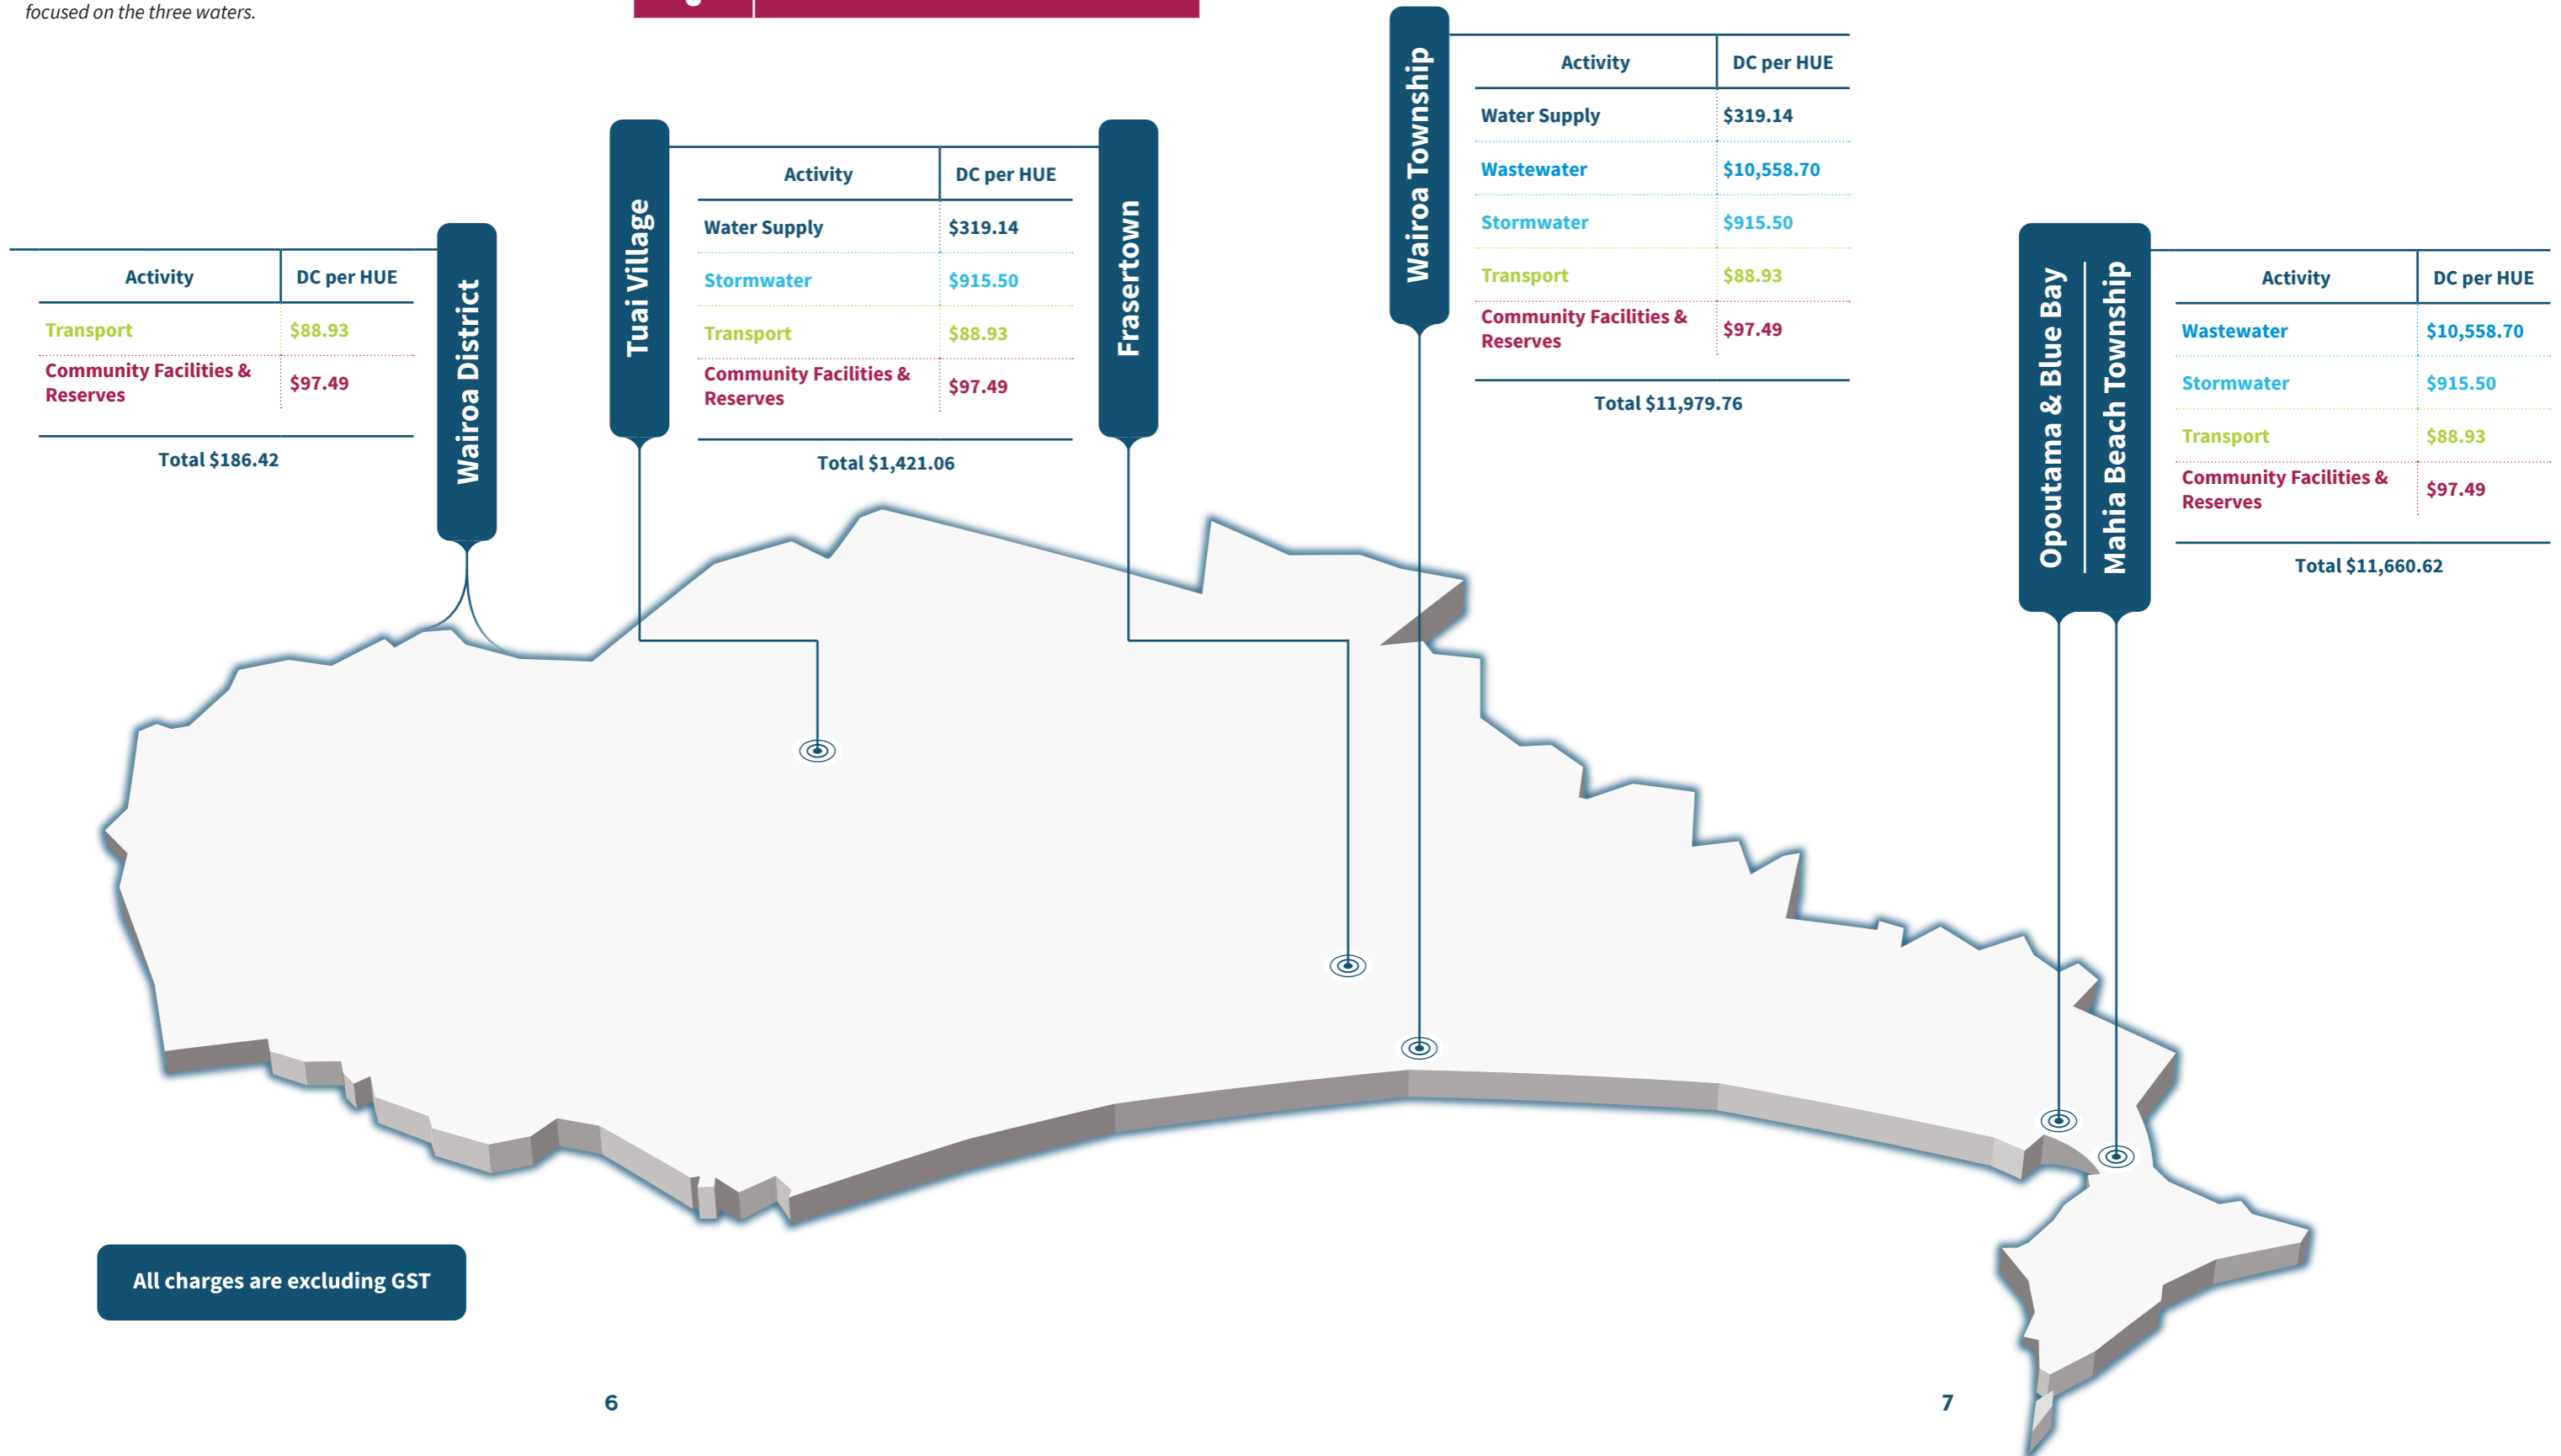 focused on the three waters.
Wairoa District
Activity DC per HUE
Transport $88.93
Community Facilities &
Reserves $97.49
Total $186.42
Tuai Village
Frasertown
Activity DC per HUE
Water Supply $319.14
Stormwater $915.50
Transport $88.93
Community Facilities &
Reserves $97.49
Total $1,421.06
Wairoa Township
Activity DC per HUE
Water Supply $319.14
Wastewater $10,558.70
Stormwater $915.50
Transport $88.93
Community Facilities &
Reserves $97.49
Total $11,979.76
Opoutama & Blue Bay
Mahia Beach Township
Activity DC per HUE
Wastewater $10,558.70
Stormwater $915.50
Transport $88.93
Community Facilities &
Reserves $97.49
Total $11,660.62
All charges are excluding GST
6
7